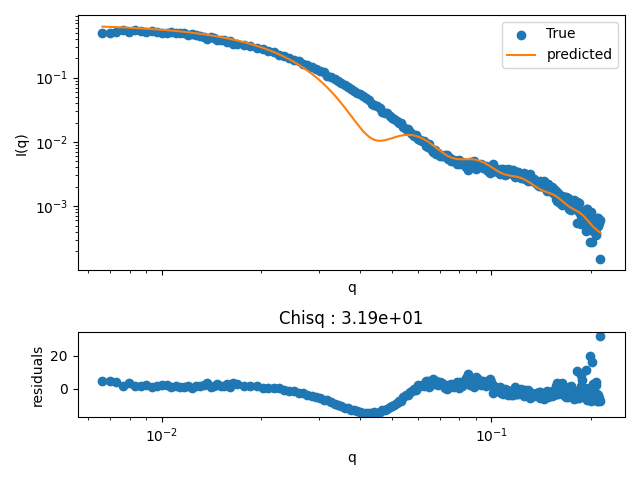 True
predicted
10⁻¹
10⁻²
10⁻³
I(q)
q
Chisq : 3.19e+01
20
0
residuals
10⁻²
10⁻¹
q